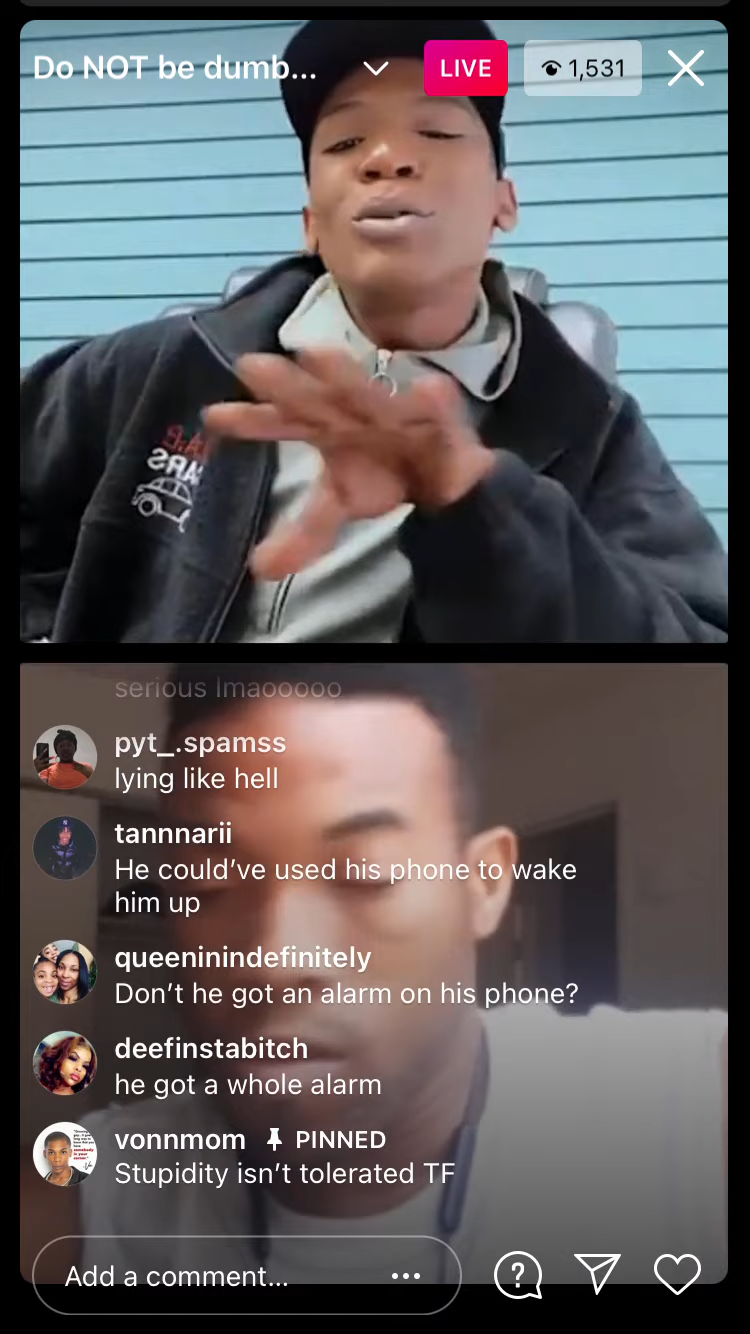 Do NOT be dumb...
LIVE
1,531
serious lmaooooo
pyt_.spamss
lying like hell
tannnarii
He could’ve used his phone to wake
him up
queeninindefinitely
Don’t he got an alarm on his phone?
deefinstabitch
he got a whole alarm
vonnmom PINNED
Stupidity isn’t tolerated TF
Add a comment...